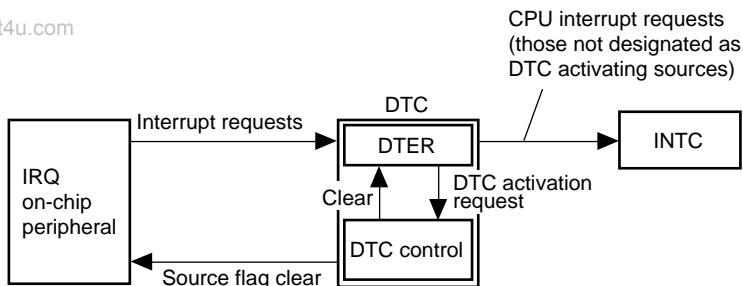 t4u.com
CPU interrupt requests
(those not designated as
DTC activating sources)
DTC
Interrupt requests
DTER
INTC
IRQ
on-chip
peripheral
Clear
DTC activation
request
DTC control
Source flag clear